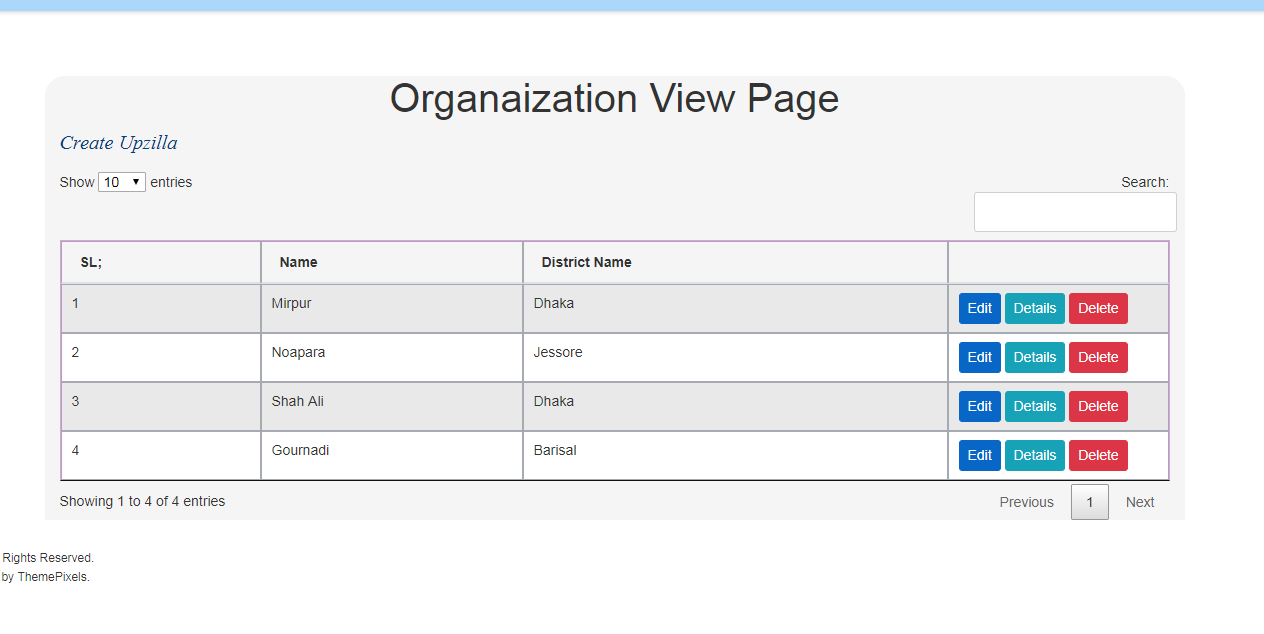 Organaization View Page
Create Upzilla
Show 10 entries
Search:
SL; Name District Name
1 Mirpur Dhaka Edit Details Delete
2 Noapara Jessore Edit Details Delete
3 Shah Ali Dhaka Edit Details Delete
4 Gournadi Barisal Edit Details Delete
Showing 1 to 4 of 4 entries Previous 1 Next
Rights Reserved.
by ThemePixels.